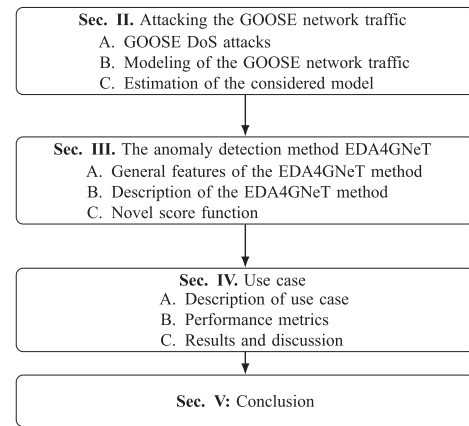 Sec. II. Attacking the GOOSE network traffic
A. GOOSE DoS attacks
B. Modeling of the GOOSE network traffic
C. Estimation of the considered model
Sec. III. The anomaly detection method EDA4GNeT
A. General features of the EDA4GNeT method
B. Description of the EDA4GNeT method
C. Novel score function
Sec. IV. Use case
A. Description of use case
B. Performance metrics
C. Results and discussion
Sec. V: Conclusion